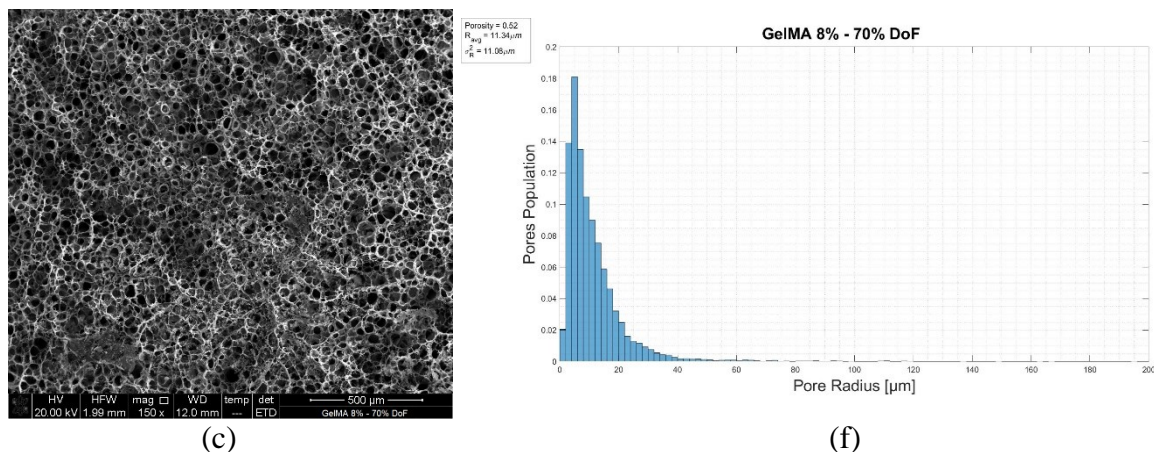 HV HFW mag WD temp det 500 µm
20.00 kV 1.99 mm 150 x 12.0 mm --- ETD GelMA 8% - 70% DoF
(c)
Porosity = 0.52
R_avg = 11.34µm
σ²_R = 11.08µm
GelMA 8% - 70% DoF
Pores Population
0.2
0.18
0.16
0.14
0.12
0.1
0.08
0.06
0.04
0.02
0
0 20 40 60 80 100 120 140 160 180 200
Pore Radius [µm]
(f)